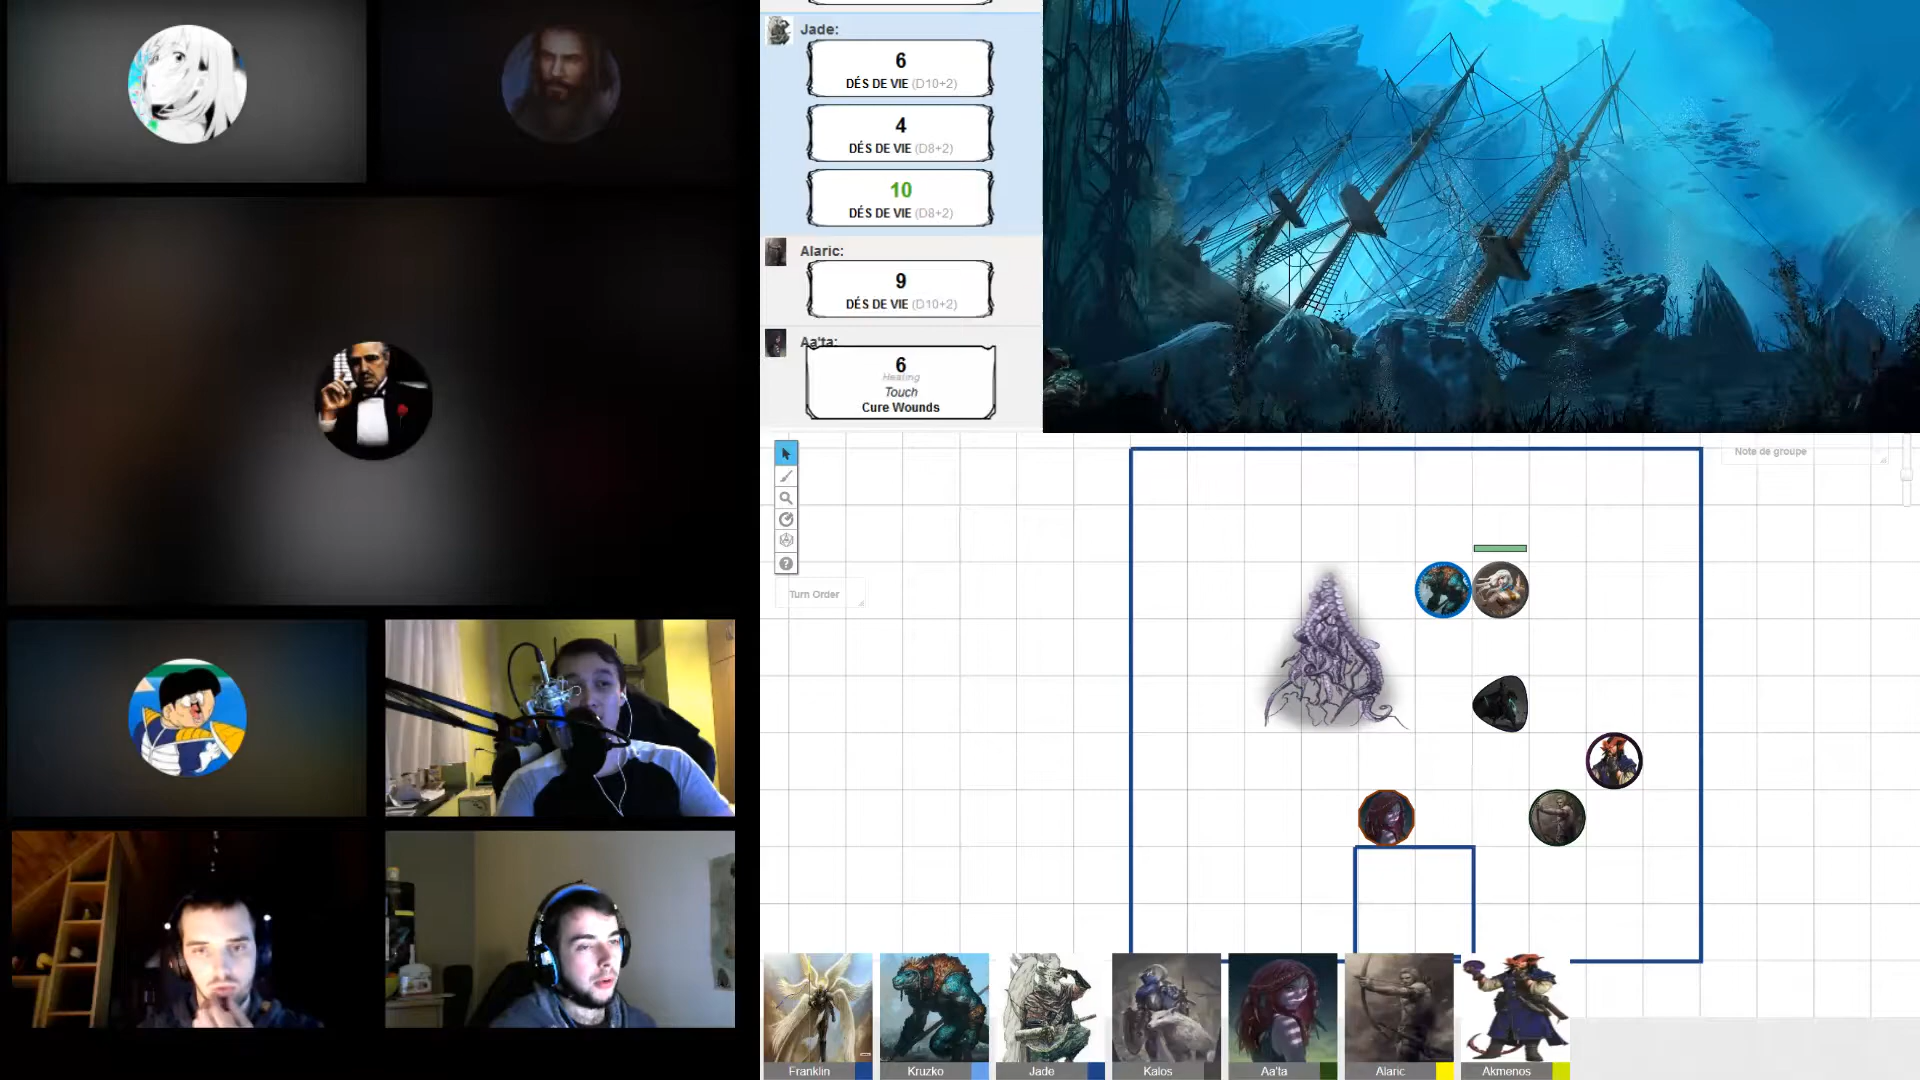 Jade:
6
DÉS DE VIE (D10+2)
4
DÉS DE VIE (D8+2)
10
DÉS DE VIE (D8+2)
Alaric:
9
DÉS DE VIE (D10+2)
Aa'ta:
6
Healing
Touch
Cure Wounds
Note de groupe
Turn Order
Franklin
Kruzko
Jade
Kalos
Aa'ta
Alaric
Akmenos